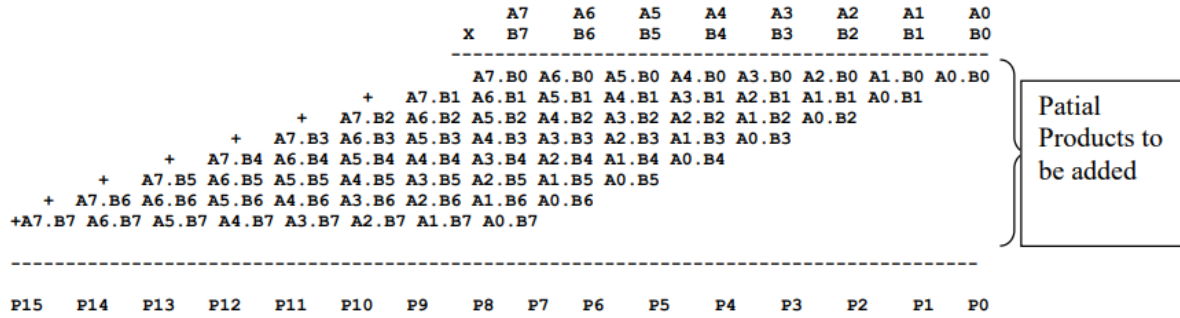 A7 A6 A5 A4 A3 A2 A1 A0
X B7 B6 B5 B4 B3 B2 B1 B0
-----------------------------------------------
A7.B0 A6.B0 A5.B0 A4.B0 A3.B0 A2.B0 A1.B0 A0.B0
+ A7.B1 A6.B1 A5.B1 A4.B1 A3.B1 A2.B1 A1.B1 A0.B1
+ A7.B2 A6.B2 A5.B2 A4.B2 A3.B2 A2.B2 A1.B2 A0.B2
+ A7.B3 A6.B3 A5.B3 A4.B3 A3.B3 A2.B3 A1.B3 A0.B3
+ A7.B4 A6.B4 A5.B4 A4.B4 A3.B4 A2.B4 A1.B4 A0.B4
+ A7.B5 A6.B5 A5.B5 A4.B5 A3.B5 A2.B5 A1.B5 A0.B5
+ A7.B6 A6.B6 A5.B6 A4.B6 A3.B6 A2.B6 A1.B6 A0.B6
+A7.B7 A6.B7 A5.B7 A4.B7 A3.B7 A2.B7 A1.B7 A0.B7
-----------------------------------------------
P15 P14 P13 P12 P11 P10 P9 P8 P7 P6 P5 P4 P3 P2 P1 P0
Patial
Products to
be added